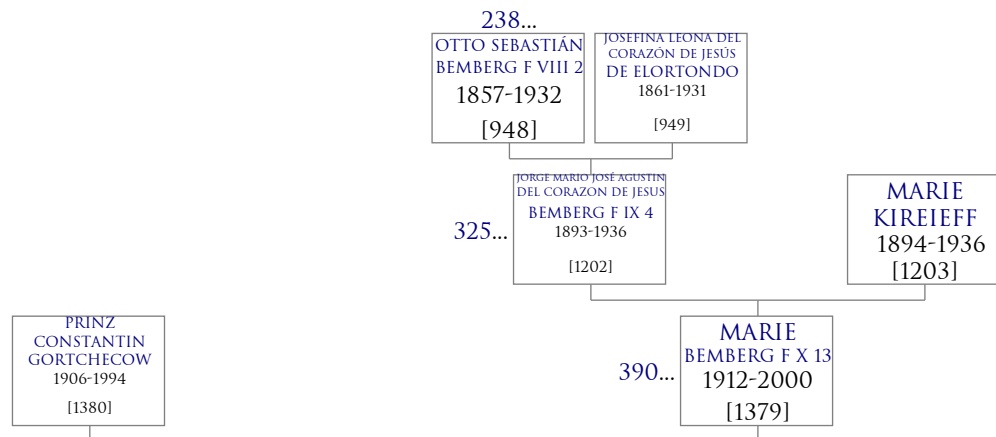 238...
OTTO SEBASTIÁN
BEMBERG F VIII 2
1857-1932
[948]
JOSEFINA LEONA DEL
CORAZÓN DE JESÚS
DE ELORTONDO
1861-1931
[949]
325...
JORGE MARIO JOSÉ AGUSTIN
DEL CORAZON DE JESUS
BEMBERG F IX 4
1893-1936
[1202]
MARIE
KIREIEFF
1894-1936
[1203]
PRINZ
CONSTANTIN
GORTCHECOW
1906-1994
[1380]
390...
MARIE
BEMBERG F X 13
1912-2000
[1379]